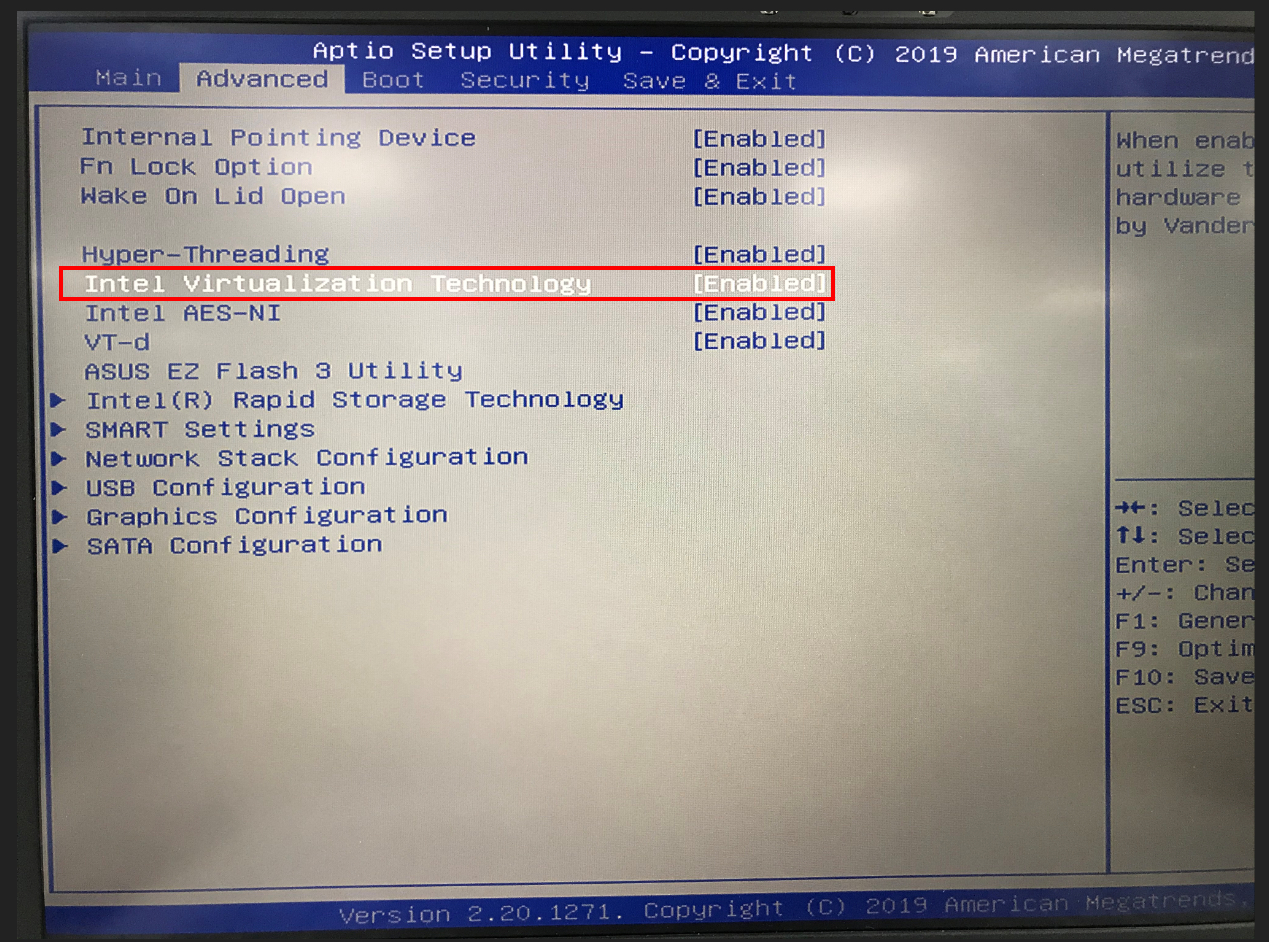 Aptio Setup Utility - Copyright (C) 2019 American Megatrend
Main Advanced Boot Security Save & Exit
Internal Pointing Device [Enabled]
Fn Lock Option [Enabled]
Wake On Lid Open [Enabled]
Hyper-Threading [Enabled]
Intel Virtualization Technology [Enabled]
Intel AES-NI [Enabled]
VT-d [Enabled]
ASUS EZ Flash 3 Utility
Intel(R) Rapid Storage Technology
SMART Settings
Network Stack Configuration
USB Configuration
Graphics Configuration
SATA Configuration
When enab
utilize t
hardware
by Vander
→←: Selec
↑↓: Selec
Enter: Se
+/-: Chan
F1: Gener
F9: Optim
F10: Save
ESC: Exit
Version 2.20.1271. Copyright (C) 2019 American Megatrends,